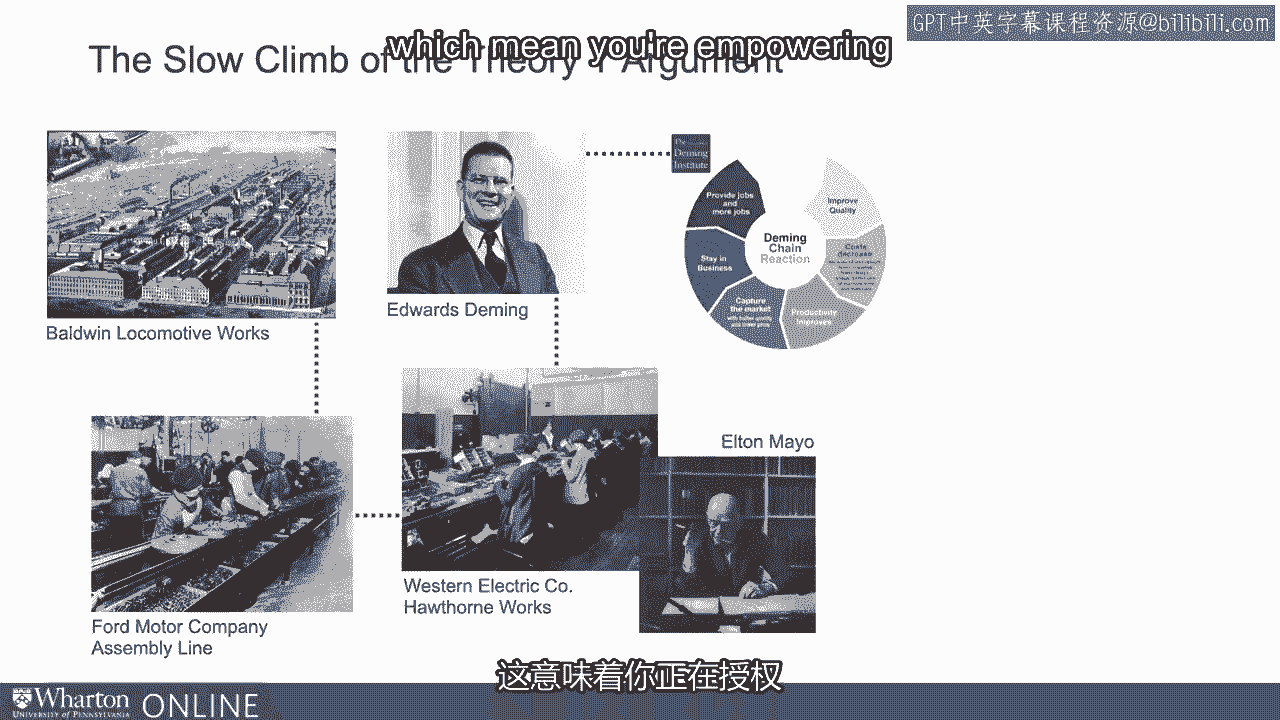 GPT中英字幕课程资源@bilibili.com
which mean you're empowering
The Slow Climb of the Theory Y Argument
The
Deming
Institute
Provide jobs
and
more jobs
Improve
Quality
Deming
Chain
Reaction
Costs
decrease
Stay in
Business
Capture
the market
with better quality
and lower price
Productivity
Improves
Edwards Deming
Baldwin Locomotive Works
Elton Mayo
Western Electric Co.
Hawthorne Works
Ford Motor Company
Assembly Line
这意味着你正在授权
Wharton
UNIVERSITY of PENNSYLVANIA
ONLINE